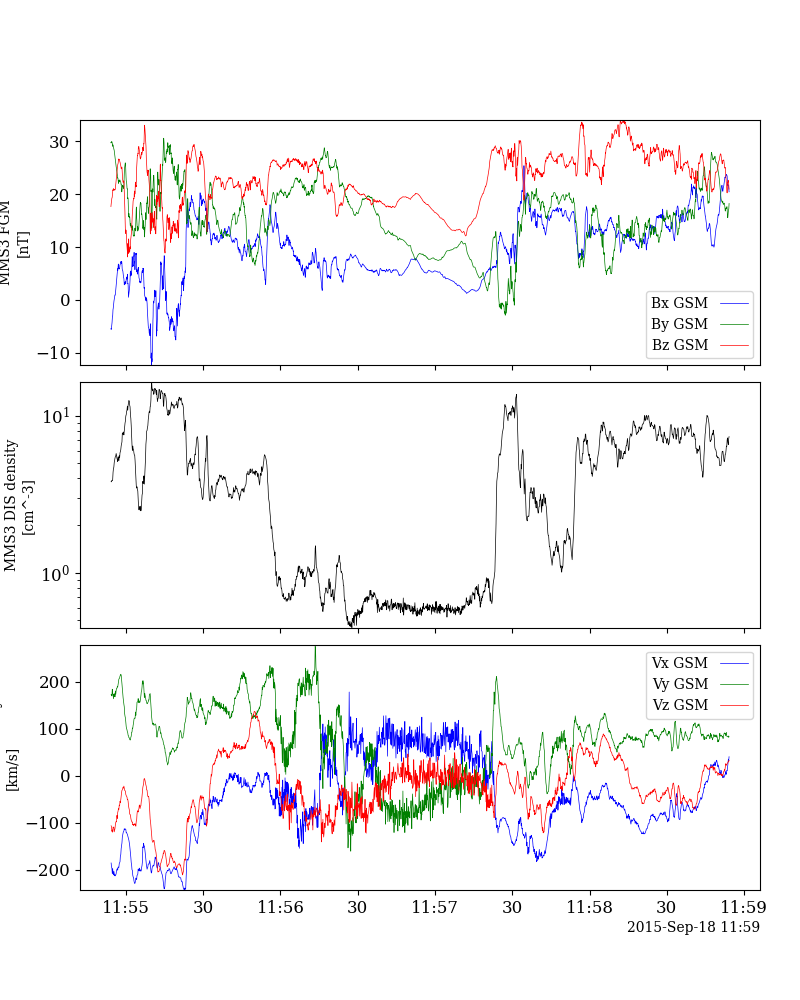 30
20
10
0
−10
MMS3 FGM
[nT]
Bx GSM
By GSM
Bz GSM
10^1
10^0
MMS3 DIS density
[cm^-3]
200
100
0
−100
−200
[km/s]
Vx GSM
Vy GSM
Vz GSM
11:55 30 11:56 30 11:57 30 11:58 30 11:59
2015-Sep-18 11:59